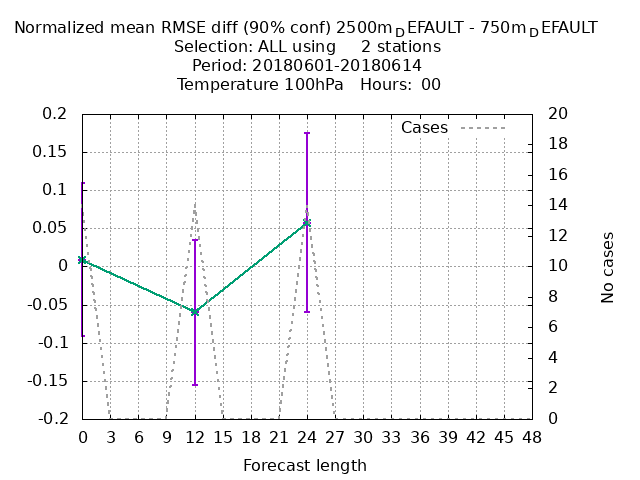 Normalized mean RMSE diff (90% conf) 2500mDEFAULT - 750mDEFAULT
Selection: ALL using     2 stations
Period: 20180601-20180614
Temperature 100hPa   Hours:  00
Cases
0.2
0.15
0.1
0.05
0
-0.05
-0.1
-0.15
-0.2
20
18
16
14
12
10
8
6
4
2
0
No cases
0 3 6 9 12 15 18 21 24 27 30 33 36 39 42 45 48
Forecast length